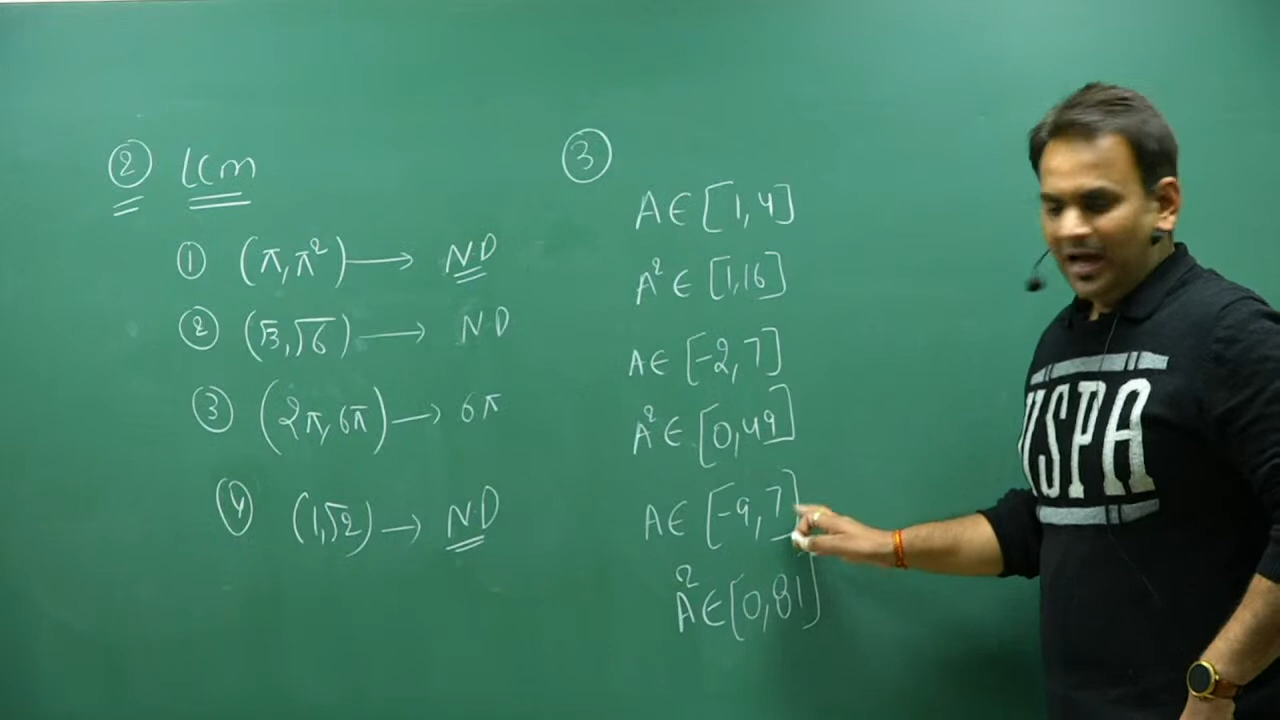 ② LCM
① (π, π²) → ND
② (√3, √6) → ND
③ (2π, 6π) → 6π
④ (1, √2) → ND
③
A ∈ [1, 4]
A² ∈ [1, 16]
A ∈ [-2, 7]
A² ∈ [0, 49]
A ∈ [-9, 7]
A² ∈ [0, 81]
USPA